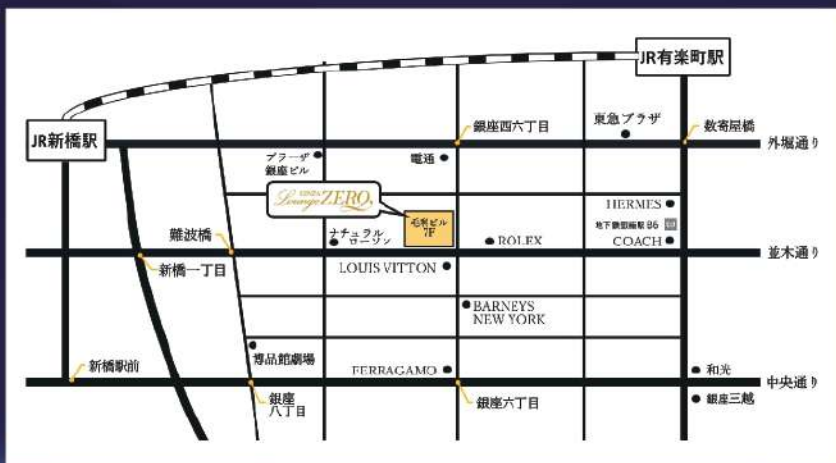 JR有楽町駅
JR新橋駅
銀座西六丁目
東急プラザ
数寄屋橋
外堀通り
プラーザ
銀座ビル
電通
GINZA
Lounge ZERO
毛利ビル
7F
HERMES
地下鉄銀座駅 B6
COACH
難波橋
ナチュラル
ローソン
ROLEX
並木通り
新橋一丁目
LOUIS VITTON
BARNEYS
NEW YORK
博品館劇場
新橋駅前
FERRAGAMO
和光
中央通り
銀座
八丁目
銀座六丁目
銀座三越